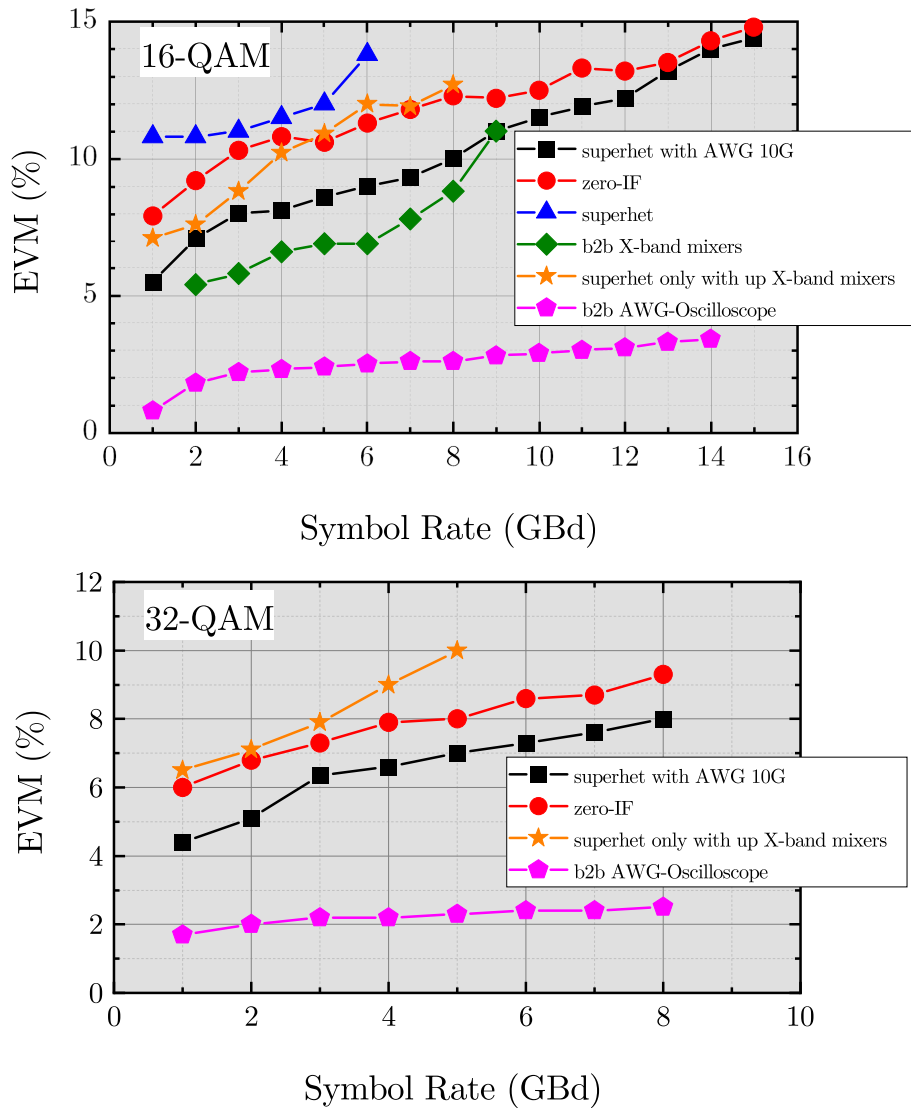 15
16-QAM
10
EVM (%)
superhet with AWG 10G
zero-IF
superhet
b2b X-band mixers
superhet only with up X-band mixers
b2b AWG-Oscilloscope
5
0
0 2 4 6 8 10 12 14 16
Symbol Rate (GBd)
12
32-QAM
10
8
EVM (%)
superhet with AWG 10G
zero-IF
superhet only with up X-band mixers
b2b AWG-Oscilloscope
6
4
2
0
0 2 4 6 8 10
Symbol Rate (GBd)